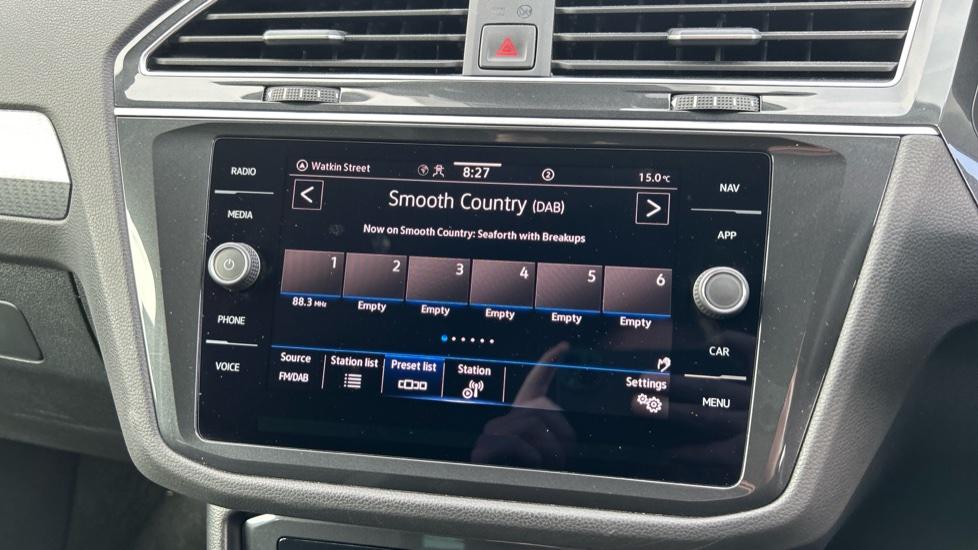 RADIO
MEDIA
PHONE
VOICE
Watkin Street
8:27
2
15.0°C
Smooth Country (DAB)
Now on Smooth Country: Seaforth with Breakups
1 2 3 4 5 6
88.3 MHz Empty Empty Empty Empty Empty
Source Station list Preset list Station Settings
FM/DAB
NAV
APP
CAR
MENU